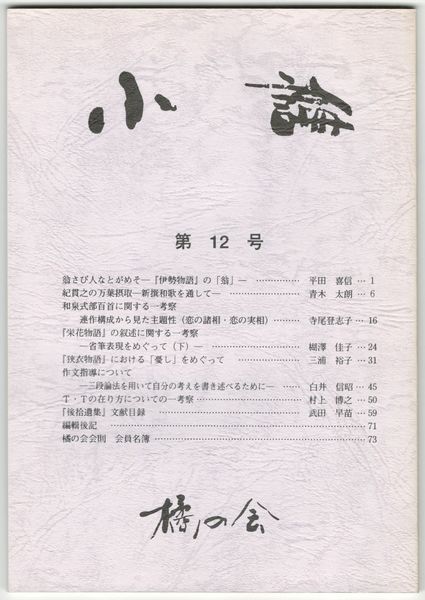 小
第 12 号
翁さび人なとがめそ―『伊勢物語』の「翁」― …………… 平田 喜信 … 1
紀貫之の万葉摂取―新撰和歌を通して― …………… 青木 太朗 … 6
和泉式部百首に関する一考察
連作構成から見た主題性(恋の諸相・恋の実相) ……… 寺尾登志子 … 16
『栄花物語』の叙述に関する一考察
―省筆表現をめぐって(下)― …………… 澤 佳子 … 24
『狭衣物語』における「憂し」をめぐって …………… 三浦 裕子 … 31
作文指導について
―三段論法を用いて自分の考えを書き述べるために― …… 白井 信昭 … 45
T・Tの在り方についての一考察 …………… 村上 博之 … 50
『後拾遺集』文献目録 …………… 武田 早苗 … 59
編輯後記 …………… 71
橘の会会則 会員名簿 …………… 73
橘の会